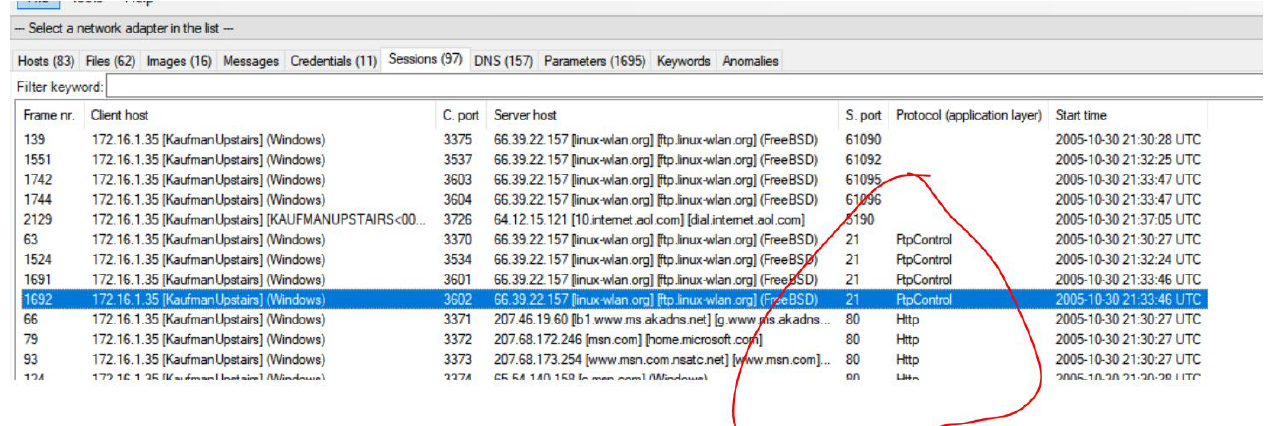 Tools Help
--- Select a network adapter in the list ---
Hosts (83) Files (62) Images (16) Messages Credentials (11) Sessions (97) DNS (157) Parameters (1695) Keywords Anomalies
Filter keyword:
Frame nr. Client host C. port Server host S. port Protocol (application layer) Start time
139 172.16.1.35 [KaufmanUpstairs] (Windows) 3375 66.39.22.157 [linux-wlan.org] [ftp.linux-wlan.org] (FreeBSD) 61090 2005-10-30 21:30:28 UTC
1551 172.16.1.35 [KaufmanUpstairs] (Windows) 3537 66.39.22.157 [linux-wlan.org] [ftp.linux-wlan.org] (FreeBSD) 61092 2005-10-30 21:32:25 UTC
1742 172.16.1.35 [KaufmanUpstairs] (Windows) 3603 66.39.22.157 [linux-wlan.org] [ftp.linux-wlan.org] (FreeBSD) 61095 2005-10-30 21:33:47 UTC
1744 172.16.1.35 [KaufmanUpstairs] (Windows) 3604 66.39.22.157 [linux-wlan.org] [ftp.linux-wlan.org] (FreeBSD) 61096 2005-10-30 21:33:47 UTC
2129 172.16.1.35 [KaufmanUpstairs] (Windows) [KAUFMANUPSTAIRS<00... 3726 64.12.15.121 [10.internet.aol.com] [dial.internet.aol.com] 5190 2005-10-30 21:37:05 UTC
63 172.16.1.35 [KaufmanUpstairs] (Windows) 3370 66.39.22.157 [linux-wlan.org] [ftp.linux-wlan.org] (FreeBSD) 21 FtpControl 2005-10-30 21:30:27 UTC
1524 172.16.1.35 [KaufmanUpstairs] (Windows) 3534 66.39.22.157 [linux-wlan.org] [ftp.linux-wlan.org] (FreeBSD) 21 FtpControl 2005-10-30 21:32:24 UTC
1691 172.16.1.35 [KaufmanUpstairs] (Windows) 3601 66.39.22.157 [linux-wlan.org] [ftp.linux-wlan.org] (FreeBSD) 21 FtpControl 2005-10-30 21:33:46 UTC
1692 172.16.1.35 [KaufmanUpstairs] (Windows) 3602 66.39.22.157 [linux-wlan.org] [ftp.linux-wlan.org] (FreeBSD) 21 FtpControl 2005-10-30 21:33:46 UTC
66 172.16.1.35 [KaufmanUpstairs] (Windows) 3371 207.46.19.60 [lb1.www.ms.akadns.net] [g.www.ms.akadns... 80 Http 2005-10-30 21:30:27 UTC
79 172.16.1.35 [KaufmanUpstairs] (Windows) 3372 207.68.172.246 [msn.com] [home.microsoft.com] 80 Http 2005-10-30 21:30:27 UTC
93 172.16.1.35 [KaufmanUpstairs] (Windows) 3373 207.68.173.254 [www.msn.com.nsatc.net] [www.msn.com]... 80 Http 2005-10-30 21:30:27 UTC
124 172.16.1.35 [KaufmanUpstairs] (Windows) 3374 65.54.140.158 [c.msn.com] (Windows) 80 Http 2005-10-30 21:30:28 UTC